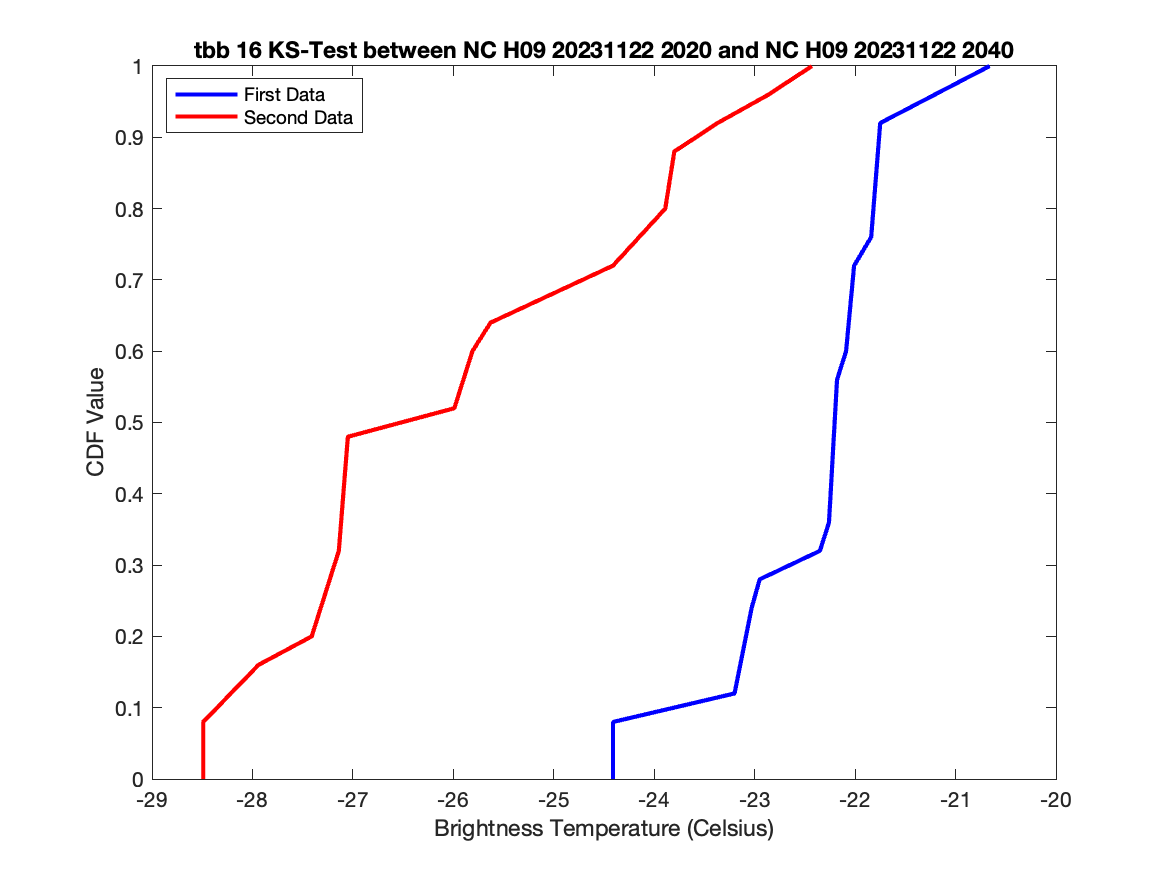 tbb 16 KS-Test between NC H09 20231122 2020 and NC H09 20231122 2040
First Data
Second Data
1
0.9
0.8
0.7
0.6
0.5
0.4
0.3
0.2
0.1
0
CDF Value
-29 -28 -27 -26 -25 -24 -23 -22 -21 -20
Brightness Temperature (Celsius)